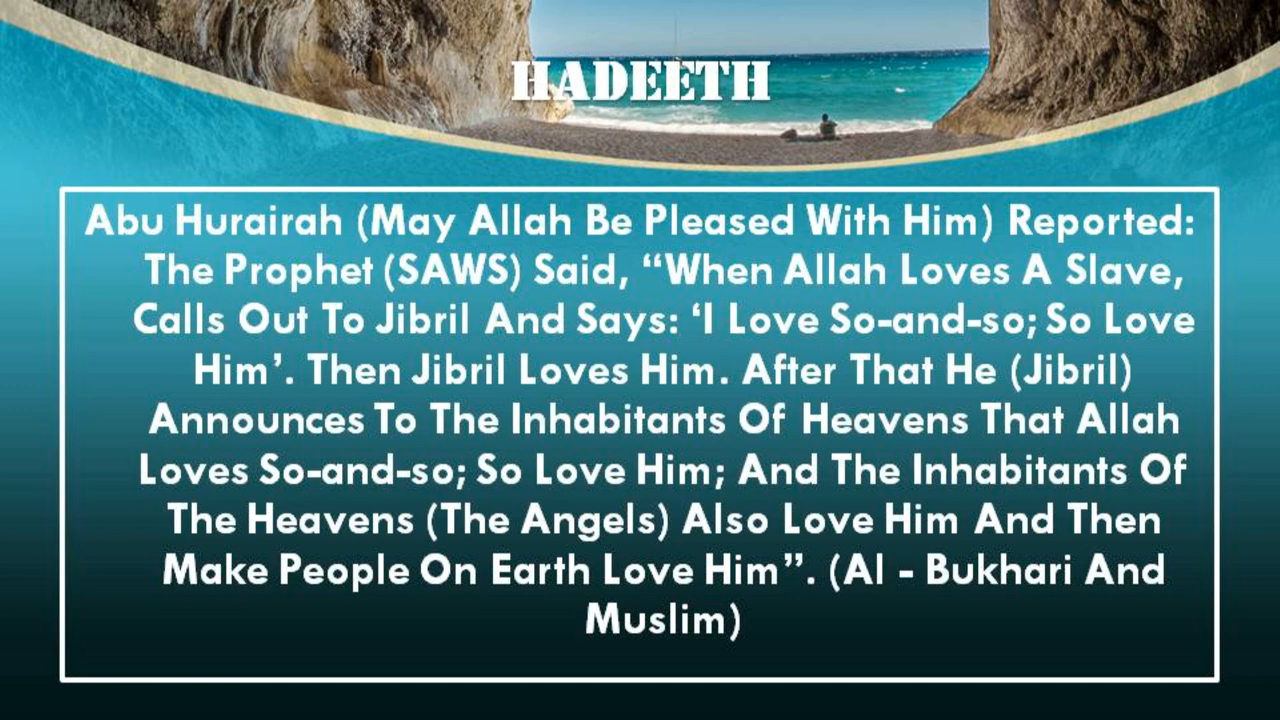 HADEETH
Abu Hurairah (May Allah Be Pleased With Him) Reported:
The Prophet (SAWS) Said, “When Allah Loves A Slave,
Calls Out To Jibril And Says: ‘I Love So-and-so; So Love
Him’. Then Jibril Loves Him. After That He (Jibril)
Announces To The Inhabitants Of Heavens That Allah
Loves So-and-so; So Love Him; And The Inhabitants Of
The Heavens (The Angels) Also Love Him And Then
Make People On Earth Love Him”. (Al - Bukhari And
Muslim)